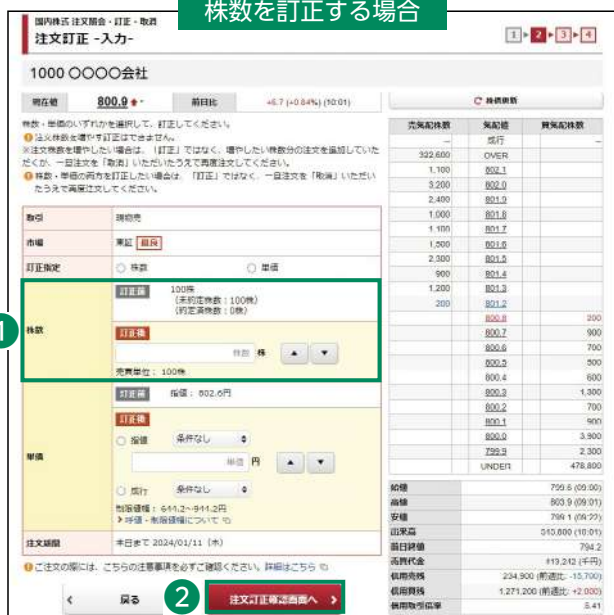 株数を訂正する場合
国内株式 注文照会・訂正・取消
注文訂正 -入力-
1 2 3 4
1000 〇〇〇〇会社
現在値 800.9 前日比 +6.7 (+0.84%) (10:01)
株価更新
株数・単価のいずれかを選択して、訂正してください。
注文株数を増やす訂正はできません。
※注文株数を増やしたい場合は、「訂正」ではなく、増やしたい株数分の注文を追加していた
だくか、一旦注文を「取消」いただいたうえで再度注文してください。
株数・単価の両方を訂正したい場合は、「訂正」ではなく、一旦注文を「取消」いただい
たうえで再度注文してください。
取引 現物売
市場 東証 最良
訂正指定 株数 単価
1
株数
訂正前 100株
(未約定株数：100株)
(約定済株数：0株)
訂正後
株数 株
売買単位： 100株
単価
訂正前 指値： 802.6円
訂正後
指値 条件なし
単価 円
成行 条件なし
制限値幅： 644.2~944.2円
呼値・制限値幅について
注文期間 本日まで 2024/01/11 (木)
ご注文の際には、こちらの注意事項を必ずご確認ください。詳細はこちら
戻る
2
注文訂正確認画面へ
売気配株数 気配値 買気配株数
-- 成行 --
322,600 OVER
1,100 802.1
3,200 802.0
2,400 801.9
1,000 801.8
1,100 801.7
1,500 801.6
2,300 801.5
900 801.4
1,200 801.3
200 801.2
800.8 200
800.7 900
800.6 700
800.5 500
800.4 600
800.3 1,300
800.2 700
800.1 900
800.0 3,900
799.9 2,300
UNDER 478,800
始値 799.6 (09:00)
高値 803.9 (09:01)
安値 799.1 (09:22)
出来高 515,800 (10:01)
前日終値 794.2
売買代金 413,242 (千円)
信用売残 234,900 (前週比: -15,700)
信用買残 1,271,200 (前週比: +2,000)
信用取引倍率 5.41